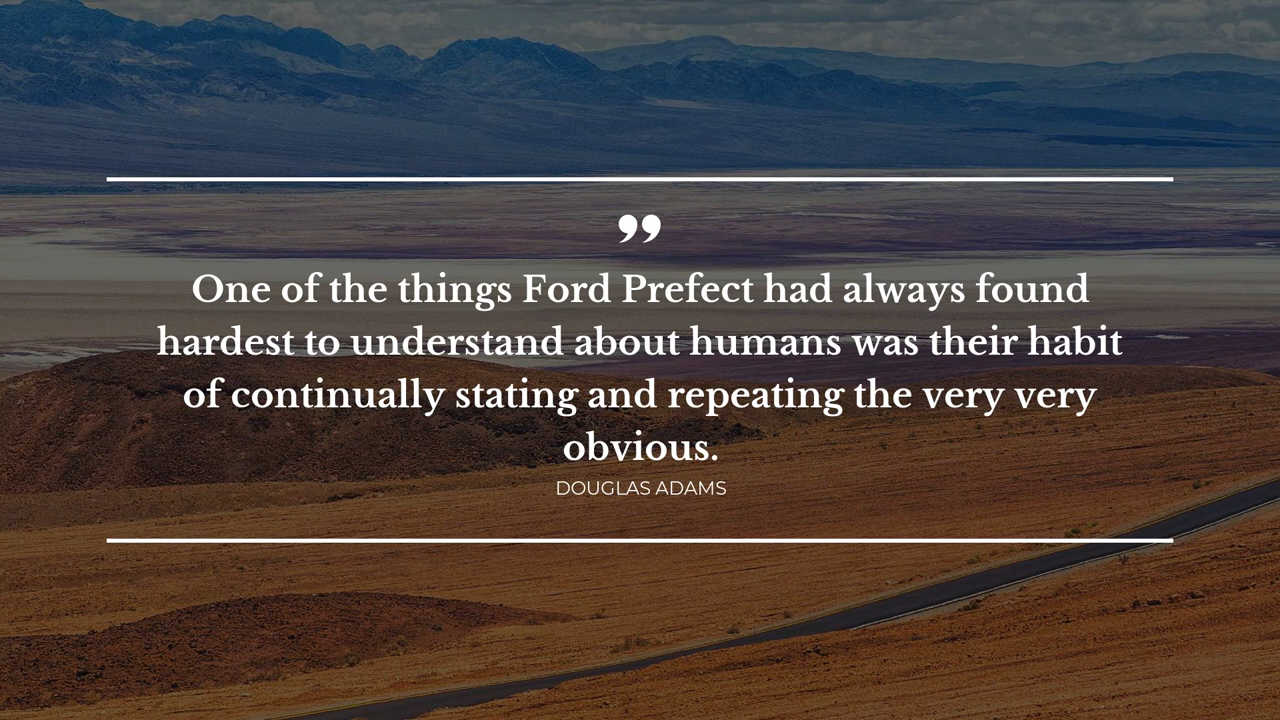 ”
One of the things Ford Prefect had always found
hardest to understand about humans was their habit
of continually stating and repeating the very very
obvious.
DOUGLAS ADAMS